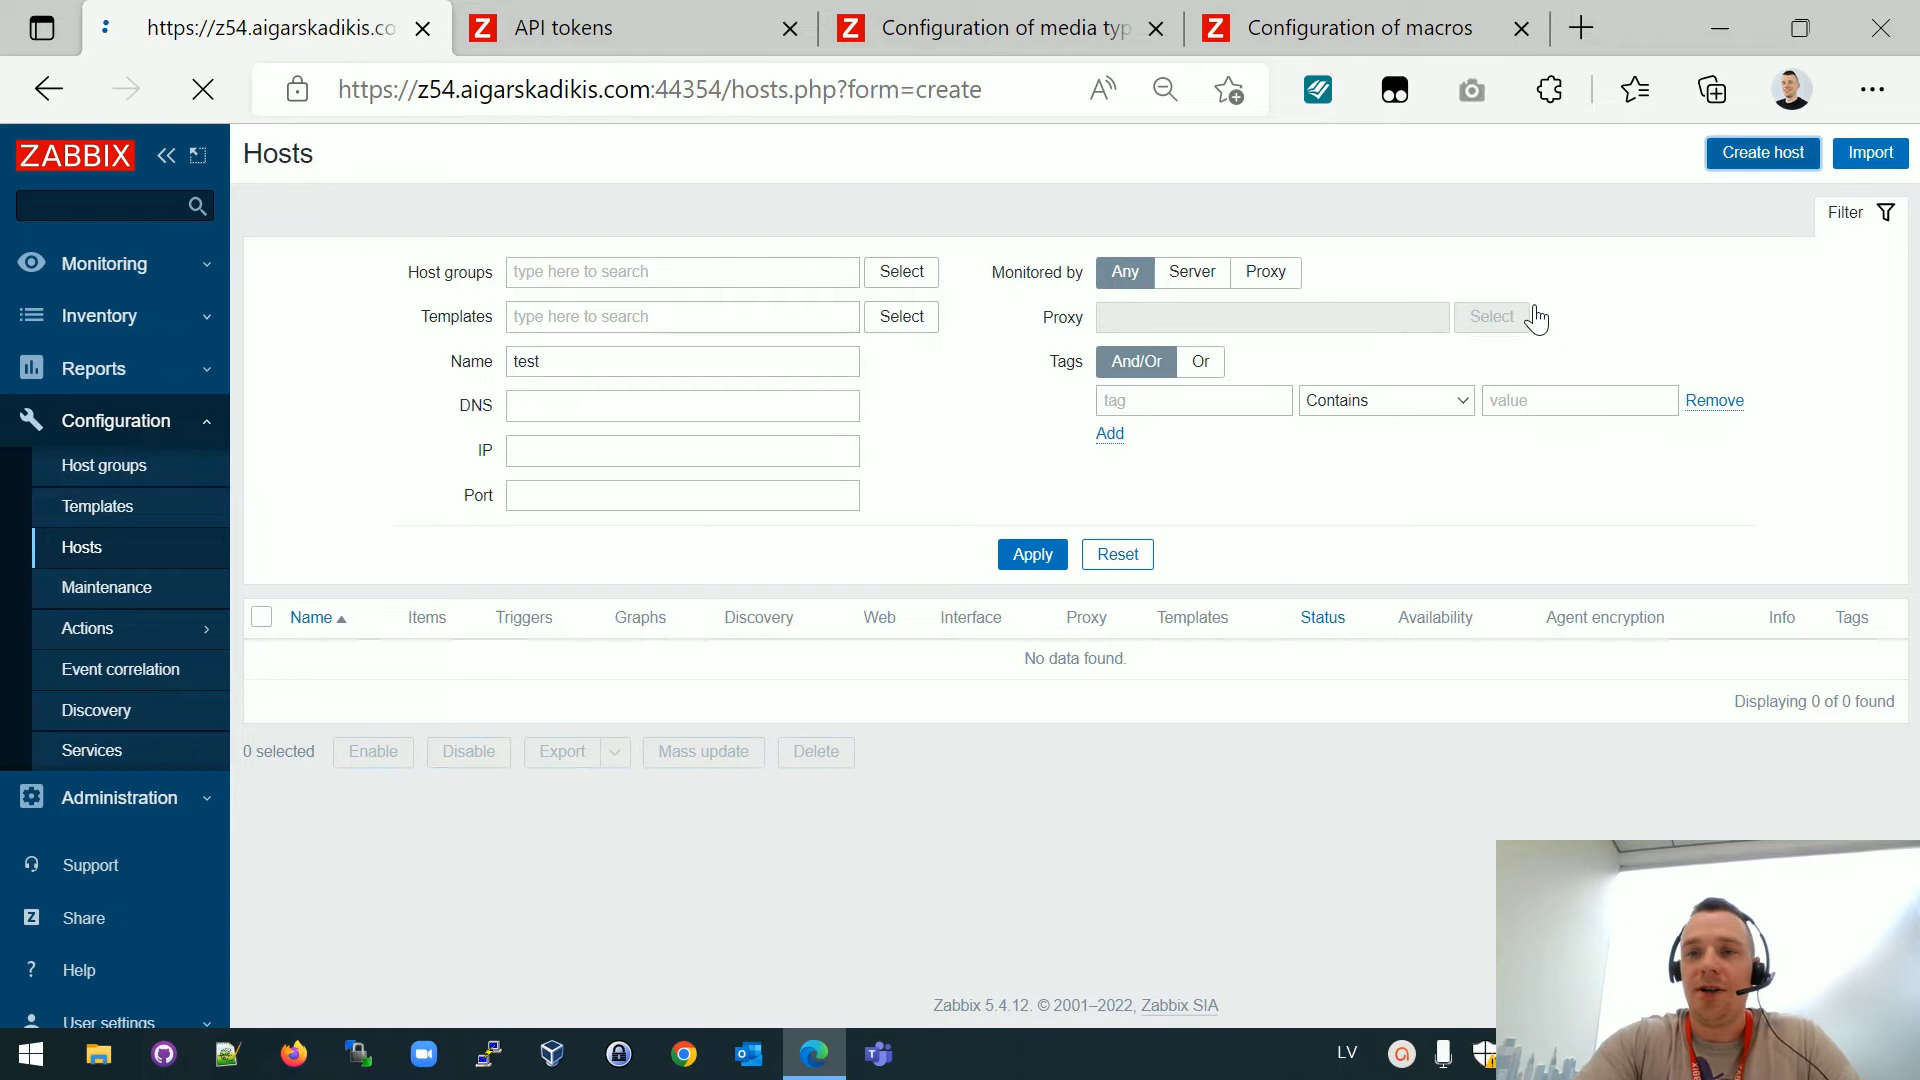 https://z54.aigarskadikis.co
API tokens
Configuration of media typ
Configuration of macros
https://z54.aigarskadikis.com:44354/hosts.php?form=create
ZABBIX
Hosts
Create host
Import
Filter
Monitoring
Inventory
Reports
Configuration
Host groups
Templates
Hosts
Maintenance
Actions
Event correlation
Discovery
Services
Administration
Support
Share
Help
User settings
Host groups type here to search Select
Templates type here to search Select
Name test
DNS
IP
Port
Monitored by Any Server Proxy
Proxy Select
Tags And/Or Or
tag Contains value Remove
Add
Apply Reset
Name Items Triggers Graphs Discovery Web Interface Proxy Templates Status Availability Agent encryption Info Tags
No data found.
Displaying 0 of 0 found
0 selected Enable Disable Export Mass update Delete
Zabbix 5.4.12. © 2001–2022, Zabbix SIA
LV